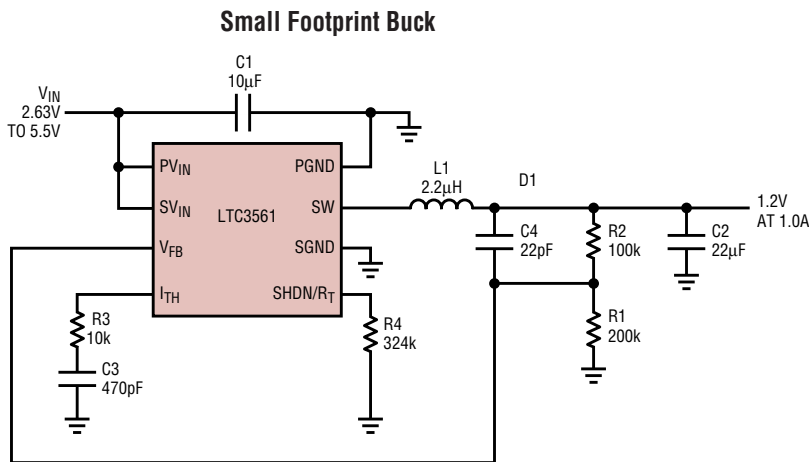 Small Footprint Buck
C1
10μF
VIN
2.63V
TO 5.5V
PVIN
PGND
L1
2.2μH
D1
SVIN
LTC3561
SW
1.2V
AT 1.0A
VFB
SGND
C4
22pF
R2
100k
C2
22μF
ITH
SHDN/RT
R3
10k
R4
324k
R1
200k
C3
470pF